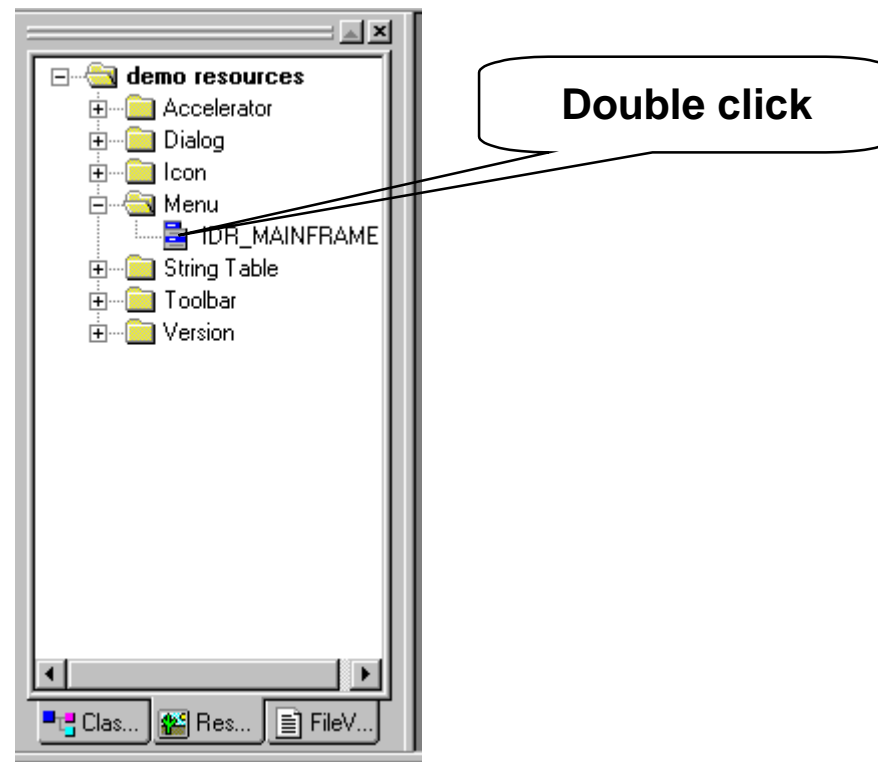 demo resources
Accelerator
Dialog
Icon
Menu
IDR_MAINFRAME
String Table
Toolbar
Version
Clas... Res... FileV...
Double click